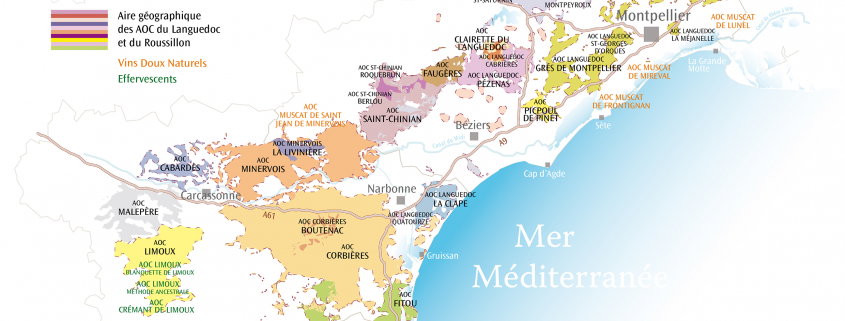 Aire géographique
des AOC du Languedoc
et du Roussillon
Vins Doux Naturels
Effervescents
ST-SATURNIN
MONTPEYROUX
Montpellier
AOC MUSCAT
DE LUNEL
AOC LANGUEDOC
LA MÉJANELLE
La Grande
Motte
AOC
CLAIRETTE DU
LANGUEDOC
AOC LANGUEDOC
CABRIÈRES
AOC LANGUEDOC
ST-GEORGES
D'ORQUES
AOC LANGUEDOC
GRÈS DE MONTPELLIER
AOC MUSCAT
DE MIREVAL
AOC ST-CHINIAN
ROQUEBRUN
AOC
FAUGÈRES
AOC LANGUEDOC
PÉZENAS
AOC MUSCAT
DE FRONTIGNAN
AOC ST-CHINIAN
BERLOU
AOC
SAINT-CHINIAN
AOC
PICPOUL
DE PINET
Sète
AOC
MUSCAT DE SAINT
JEAN DE MINERVOIS
Béziers
A9
AOC MINERVOIS
LA LIVINIÈRE
AOC
CABARDÈS
AOC
MINERVOIS
Cap d'Agde
Carcassonne
Narbonne
AOC LANGUEDOC
LA CLAPE
AOC
MALEPÈRE
A61
AOC LANGUEDOC
QUATOURZE
AOC CORBIÈRES
BOUTENAC
AOC
CORBIÈRES
Gruissan
Mer
Méditerranée
AOC
LIMOUX
AOC LIMOUX
BLANQUETTE DE LIMOUX
AOC LIMOUX
MÉTHODE ANCESTRALE
AOC
CRÉMANT DE LIMOUX
AOC
FITOU